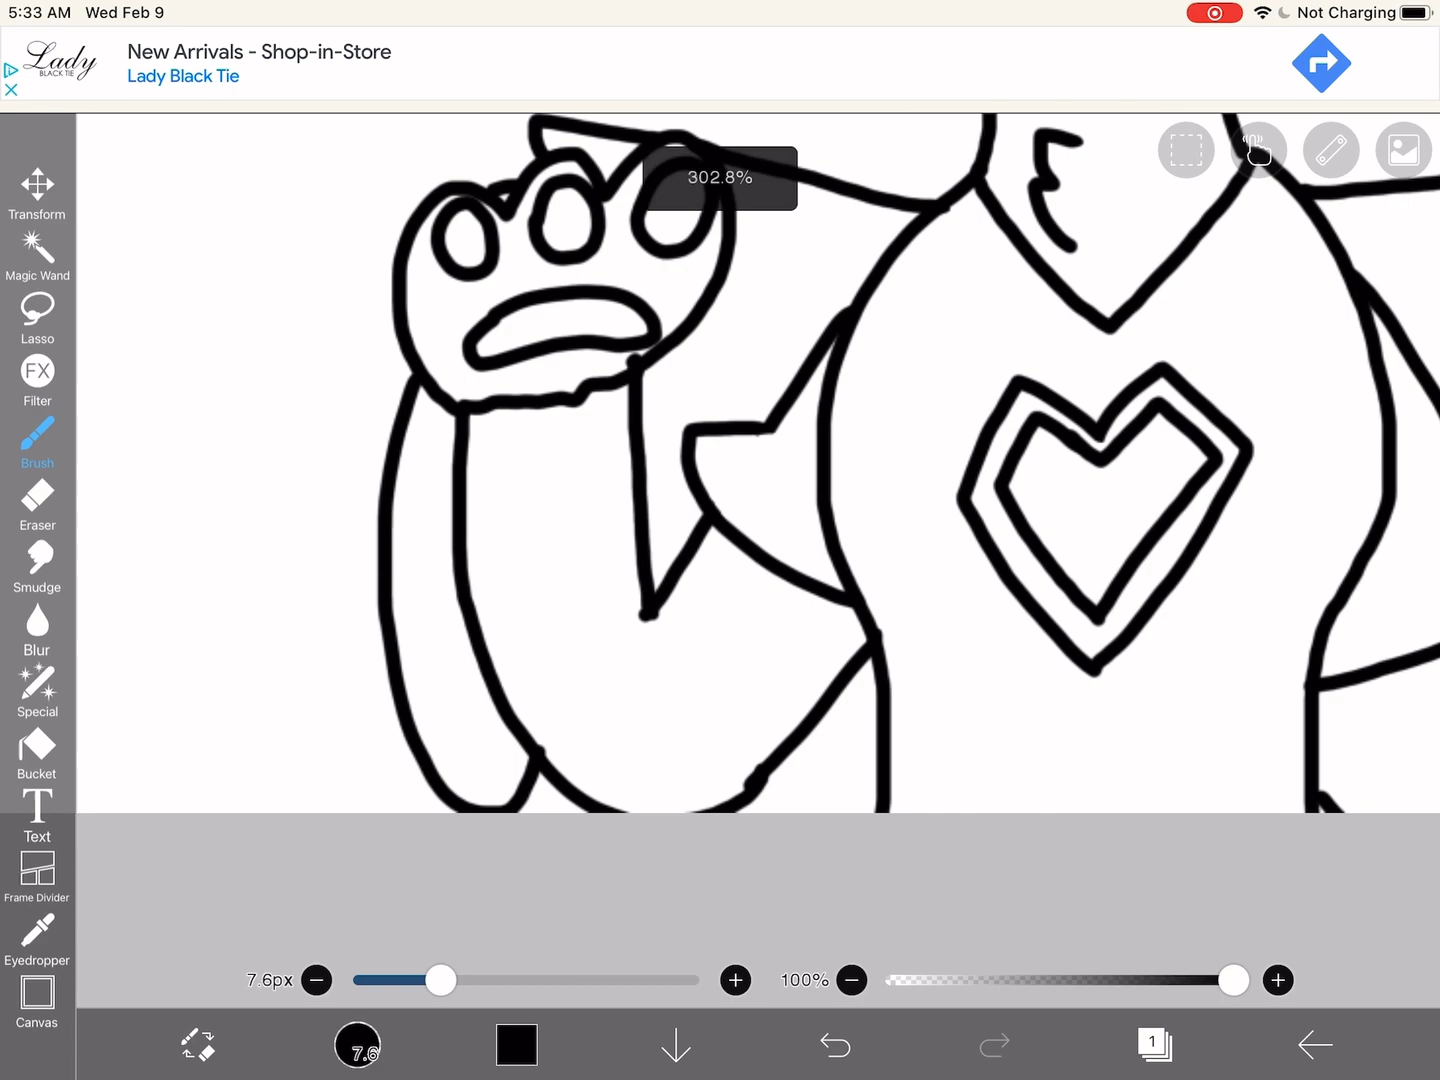 5:33 AM Wed Feb 9
Not Charging
Lady
BLACK TIE
New Arrivals - Shop-in-Store
Lady Black Tie
302.8%
Transform
Magic Wand
Lasso
FX
Filter
Brush
Eraser
Smudge
Blur
Special
Bucket
T
Text
Frame Divider
Eyedropper
Canvas
7.6px
100%
7.6
1